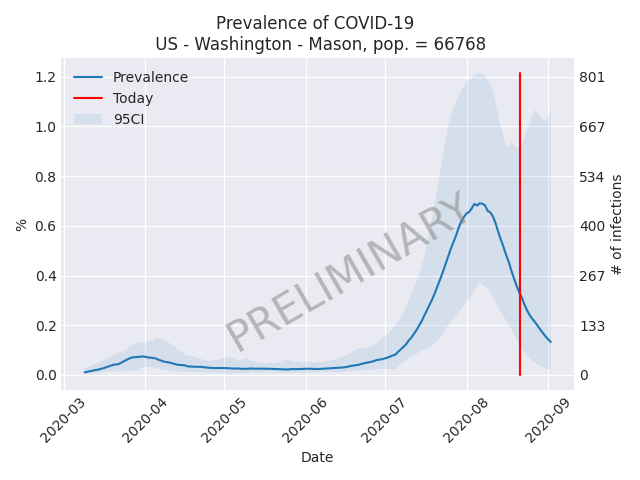 Prevalence of COVID-19
US - Washington - Mason, pop. = 66768
Prevalence
Today
95CI
PRELIMINARY
%
1.2
1.0
0.8
0.6
0.4
0.2
0.0
801
667
534
400
267
133
0
# of infections
2020-03
2020-04
2020-05
2020-06
2020-07
2020-08
2020-09
Date